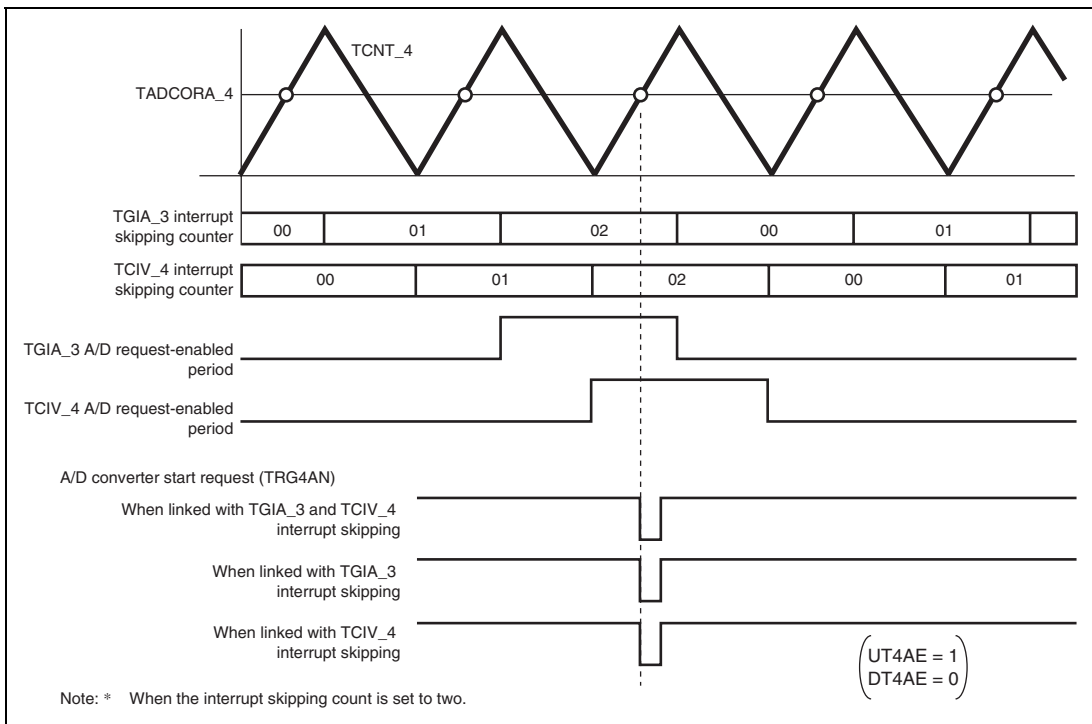 TCNT_4
TADCORA_4
TGIA_3 interrupt
skipping counter
00 01 02 00 01
TCIV_4 interrupt
skipping counter
00 01 02 00 01
TGIA_3 A/D request-enabled
period
TCIV_4 A/D request-enabled
period
A/D converter start request (TRG4AN)
When linked with TGIA_3 and TCIV_4
interrupt skipping
When linked with TGIA_3
interrupt skipping
When linked with TCIV_4
interrupt skipping
UT4AE = 1
DT4AE = 0
Note: * When the interrupt skipping count is set to two.